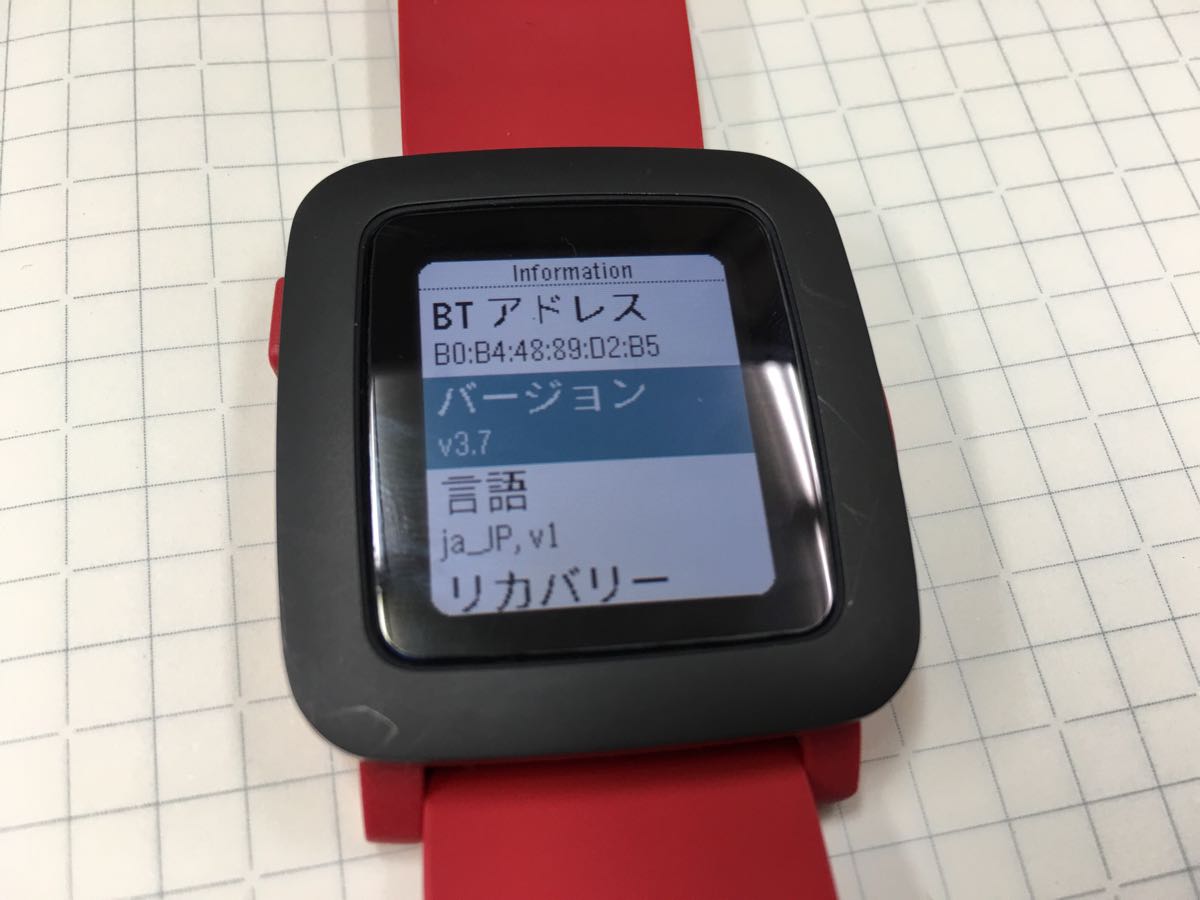 Information
BT アドレス
B0:B4:48:89:D2:B5
バージョン
v3.7
言語
ja_JP, v1
リカバリー